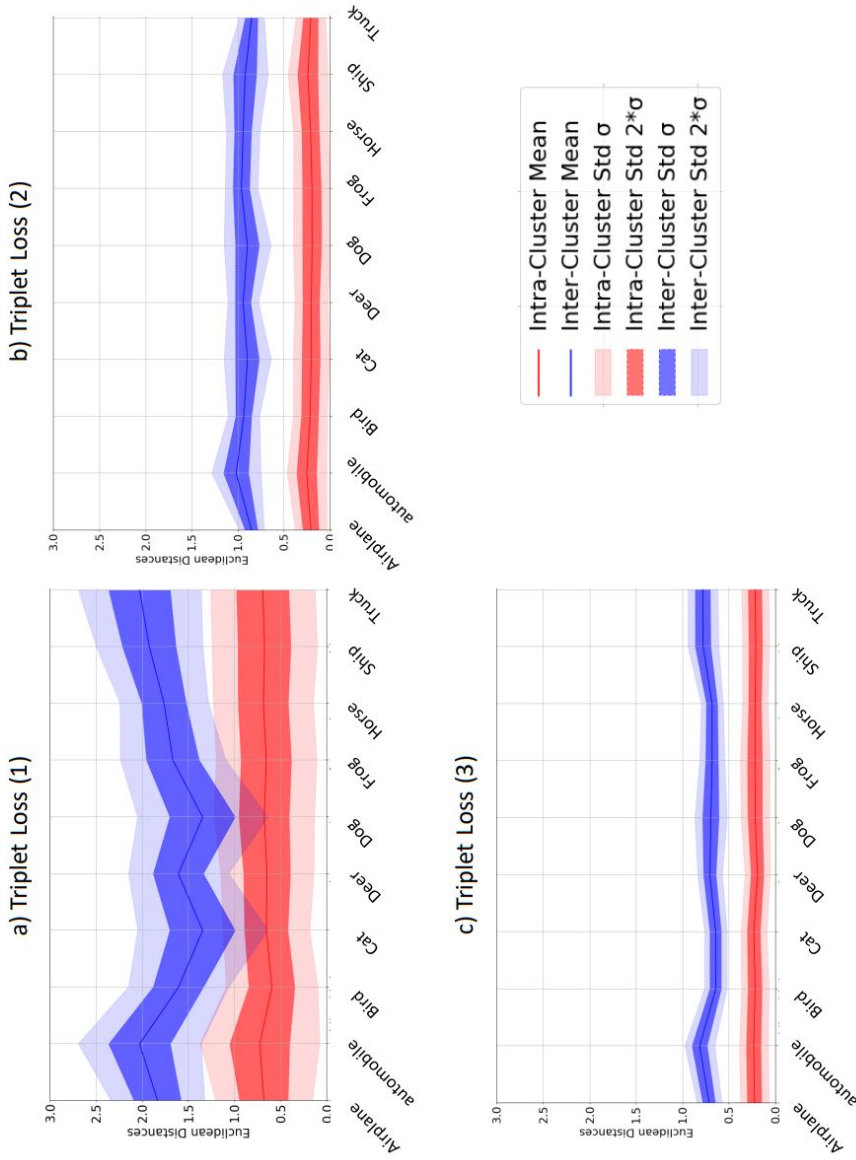 a) Triplet Loss (1)
3.0
2.5
2.0
1.5
1.0
0.5
0.0
Euclidean Distances
Airplane
automobile
Bird
Cat
Deer
Dog
Frog
Horse
Ship
Truck
b) Triplet Loss (2)
3.0
2.5
2.0
1.5
1.0
0.5
0.0
Euclidean Distances
Airplane
automobile
Bird
Cat
Deer
Dog
Frog
Horse
Ship
Truck
c) Triplet Loss (3)
3.0
2.5
2.0
1.5
1.0
0.5
0.0
Euclidean Distances
Airplane
automobile
Bird
Cat
Deer
Dog
Frog
Horse
Ship
Truck
Intra-Cluster Mean
Inter-Cluster Mean
Intra-Cluster Std σ
Intra-Cluster Std 2*σ
Inter-Cluster Std σ
Inter-Cluster Std 2*σ